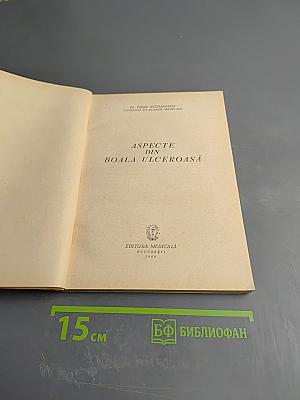 ASPECTE
DIN
BOALA ULCEROASĂ
EDITURA MEDICALĂ
BUCUREȘTI
15 см
БФ БИБЛИОФАН